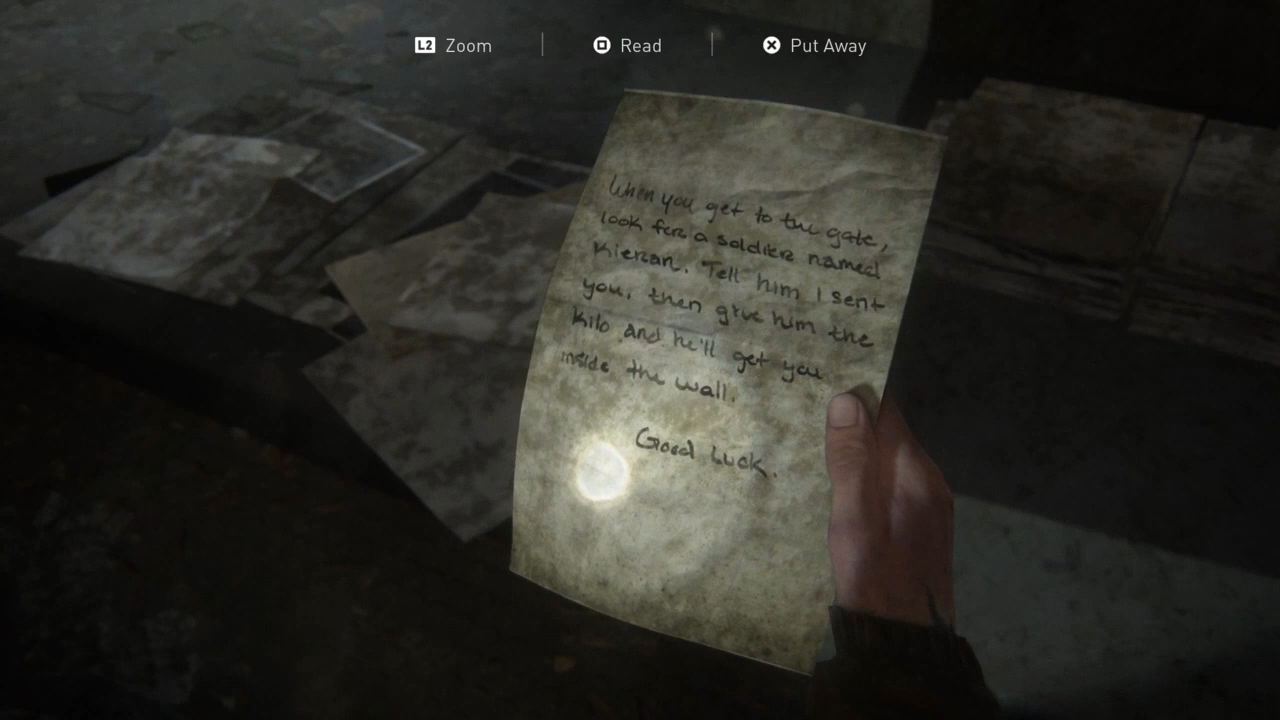 L2 Zoom | Read | Put Away
When you get to the gate,
look for a soldier named
Kieran. Tell him I sent
you, then give him the
kilo and he'll get you
inside the wall.
Good Luck.